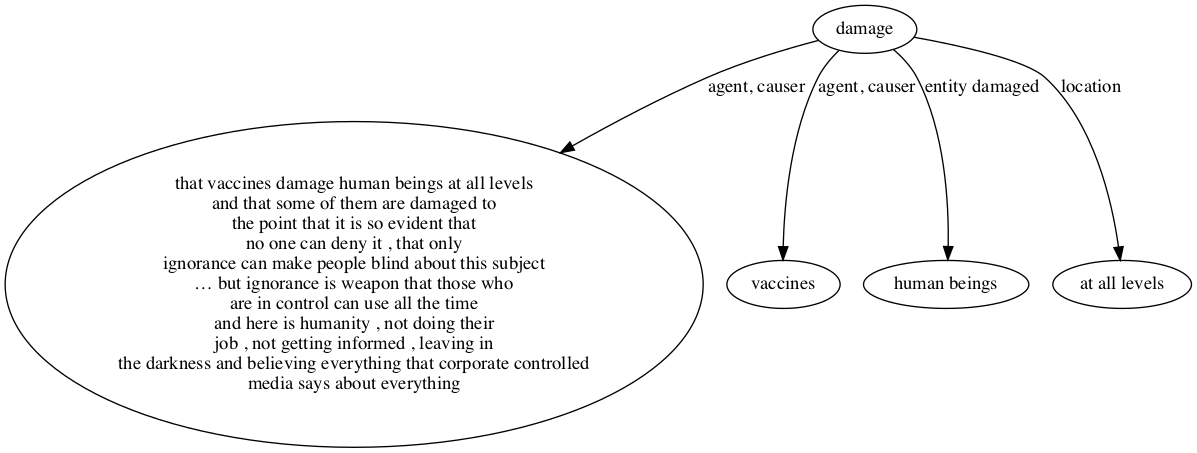 damage
agent, causer
agent, causer
entity damaged
location
that vaccines damage human beings at all levels
and that some of them are damaged to
the point that it is so evident that
no one can deny it , that only
ignorance can make people blind about this subject
… but ignorance is weapon that those who
are in control can use all the time
and here is humanity , not doing their
job , not getting informed , leaving in
the darkness and believing everything that corporate controlled
media says about everything
vaccines
human beings
at all levels